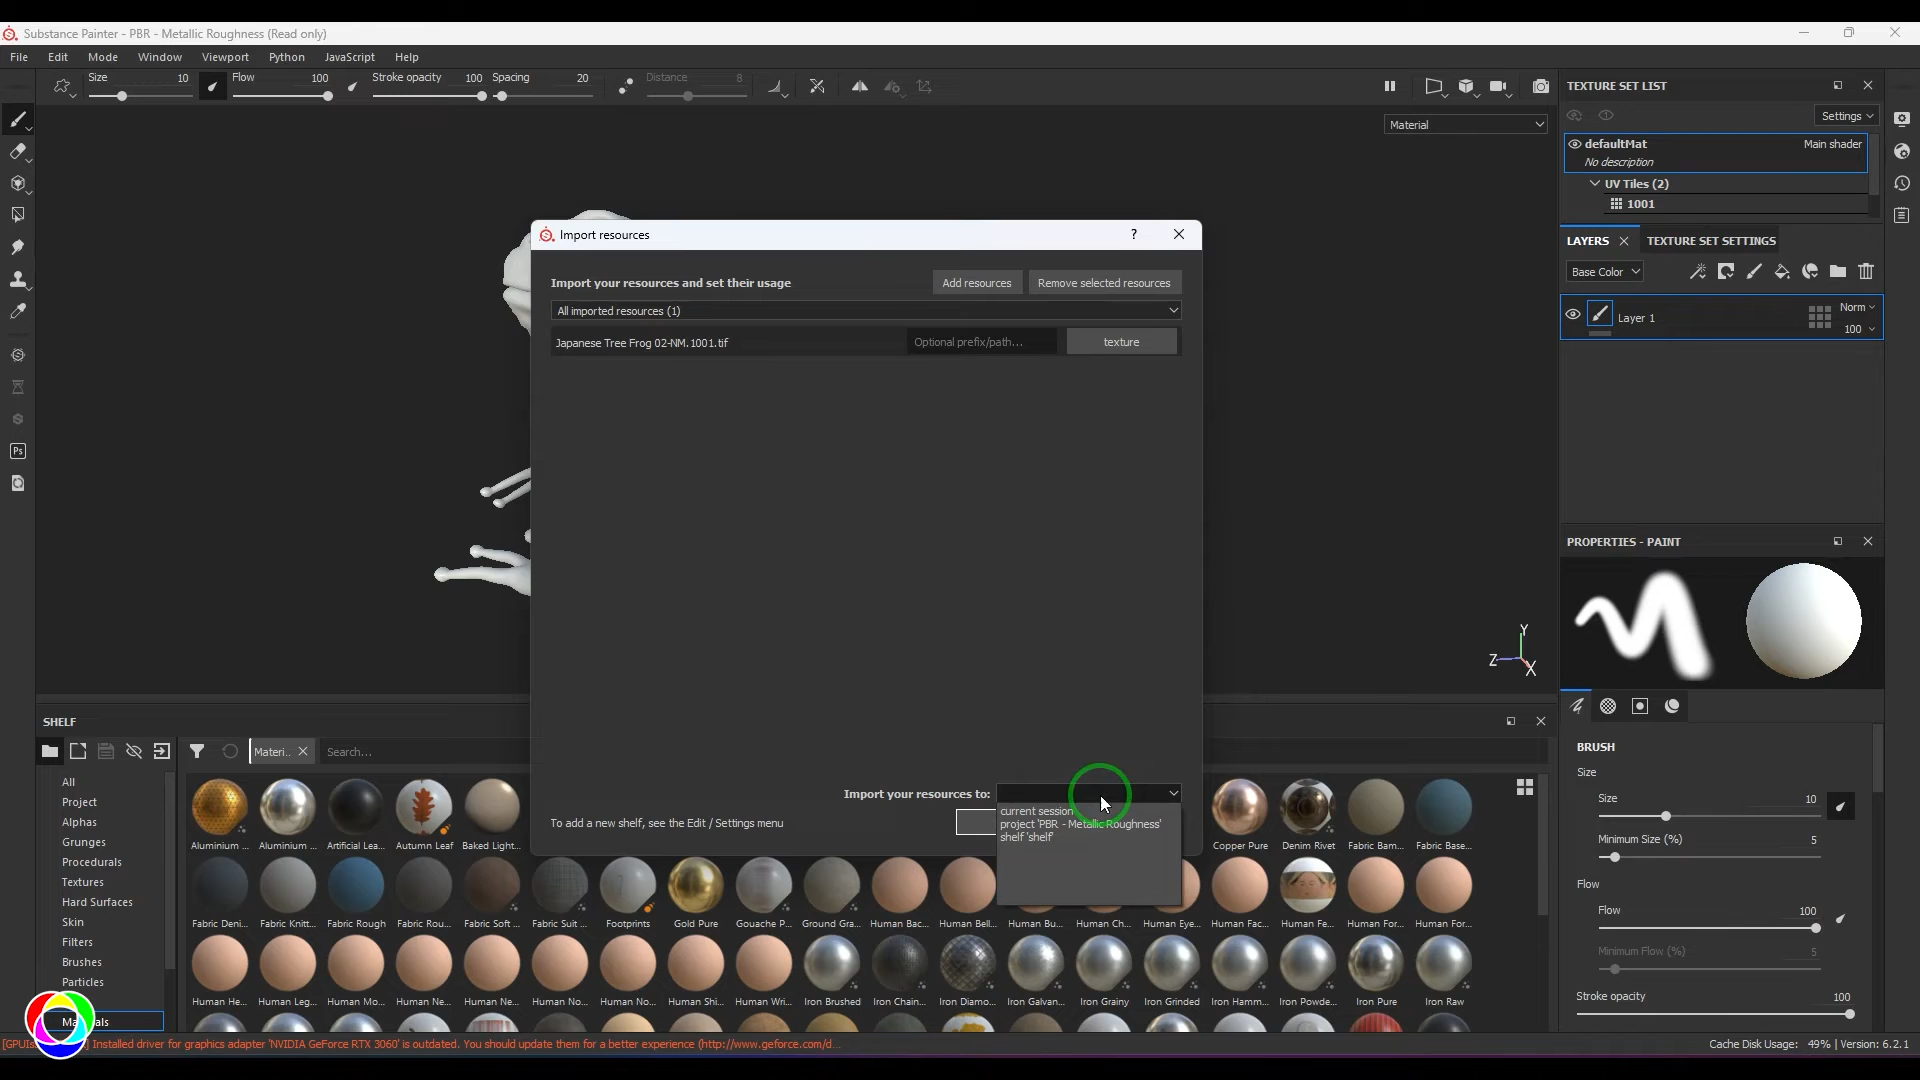 Substance Painter - PBR - Metallic Roughness (Read only)
File Edit Mode Window Viewport Python JavaScript Help
Size 10 Flow 100 Stroke opacity 100 Spacing 20 Distance 8
Material
TEXTURE SET LIST
Settings
defaultMat Main shader
No description
UV Tiles (2)
1001
LAYERS TEXTURE SET SETTINGS
Base Color
Layer 1 Norm
100
Import resources ?
Import your resources and set their usage Add resources Remove selected resources
All imported resources (1)
Japanese Tree Frog 02-NM.1001.tif Optional prefix/path... texture
Import your resources to:
current session
project 'PBR - Metallic Roughness'
shelf 'shelf'
To add a new shelf, see the Edit / Settings menu
Y
Z
X
Ps
PROPERTIES - PAINT
BRUSH
Size
Size 10
Minimum Size (%) 5
Flow
Flow 100
Minimum Flow (%) 5
Stroke opacity 100
SHELF
Materi... Search...
All
Project
Alphas
Grunges
Procedurals
Textures
Hard Surfaces
Skin
Filters
Brushes
Particles
Aluminium ... Aluminium ... Artificial Lea... Autumn Leaf Baked Light... Copper Pure Denim Rivet Fabric Bam... Fabric Base...
Fabric Deni... Fabric Knitt... Fabric Rough Fabric Rou... Fabric Soft ... Fabric Suit ... Footprints Gold Pure Gouache P... Ground Gra... Human Bac... Human Bell... Human Bu... Human Ch... Human Eye... Human Fac... Human Fe... Human For... Human For...
Human He... Human Leg... Human Mo... Human Ne... Human Ne... Human No... Human No... Human Shi... Human Wri... Iron Brushed Iron Chain... Iron Diamo... Iron Galvan... Iron Grainy Iron Grinded Iron Hamm... Iron Powde... Iron Pure Iron Raw
Installed driver for graphics adapter 'NVIDIA GeForce RTX 3060' is outdated. You should update them for a better experience (http://www.geforce.com/d...
Cache Disk Usage: 49% | Version: 6.2.1